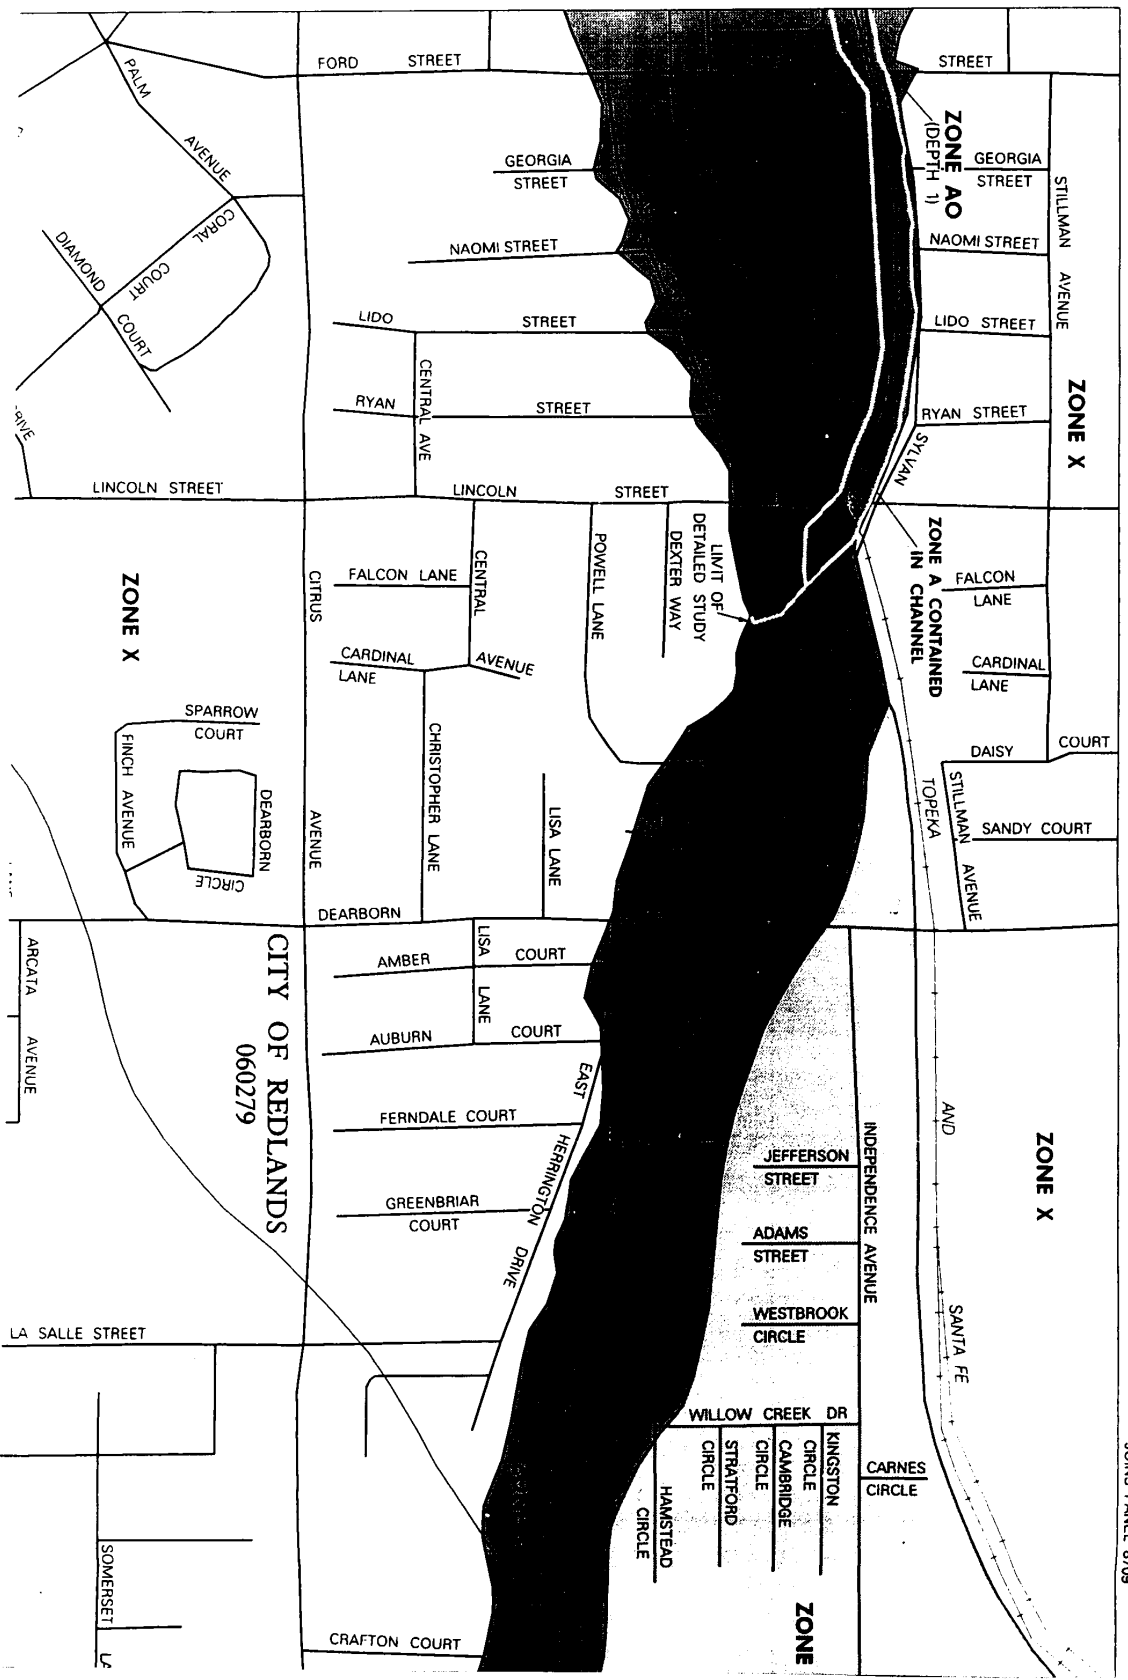 FORD STREET
STREET
PALM
AVENUE
CORAL
COURT
DIAMOND
COURT
GEORGIA
STREET
ZONE AO
(DEPTH 1)
GEORGIA
STREET
STILLMAN AVENUE
NAOMI STREET
NAOMI STREET
LIDO STREET
LIDO STREET
CENTRAL AVE
RYAN STREET
RYAN STREET
ZONE X
SYLVAN
LINCOLN STREET
LINCOLN STREET
ZONE X
CITRUS AVENUE
FALCON LANE
CENTRAL
AVENUE
POWELL LANE
LIMIT OF
DETAILED STUDY
DEXTER WAY
ZONE A CONTAINED
IN CHANNEL
FALCON
LANE
CARDINAL
LANE
CARDINAL
LANE
SPARROW
COURT
FINCH AVENUE
DEARBORN
CIRCLE
CHRISTOPHER LANE
LISA LANE
DAISY COURT
STILLMAN AVENUE
SANDY COURT
TOPEKA
AND
SANTA FE
DEARBORN
ARCATA AVENUE
CITY OF REDLANDS
060279
AMBER COURT
LISA LANE
AUBURN COURT
EAST HERRINGTON DRIVE
FERNDALE COURT
GREENBRIAR
COURT
INDEPENDENCE AVENUE
JEFFERSON
STREET
ADAMS
STREET
WESTBROOK
CIRCLE
ZONE X
LA SALLE STREET
WILLOW CREEK DR
KINGSTON
CIRCLE
CAMBRIDGE
CIRCLE
STRATFORD
CIRCLE
HAMSTEAD
CIRCLE
CARNES
CIRCLE
SOMERSET
CRAFTON COURT
ZONE